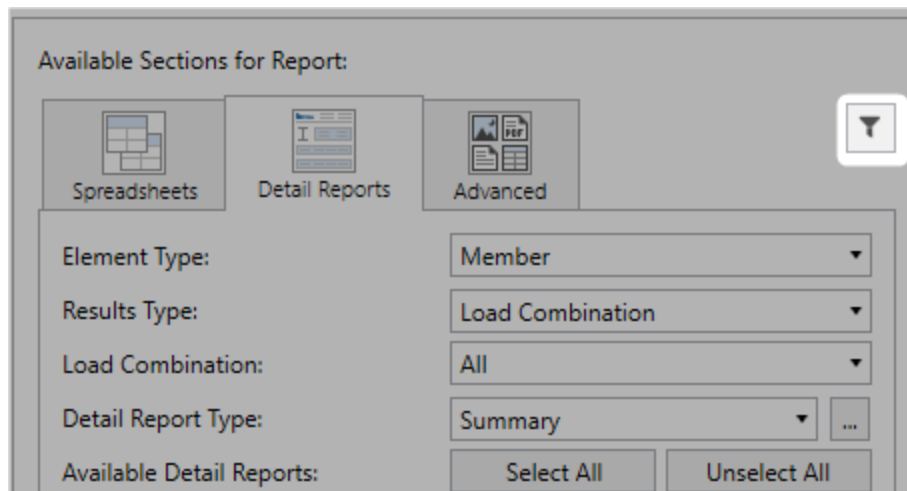 Available Sections for Report:
PDF
Spreadsheets
Detail Reports
Advanced
Element Type:
Member
Results Type:
Load Combination
Load Combination:
All
Detail Report Type:
Summary
...
Available Detail Reports:
Select All
Unselect All